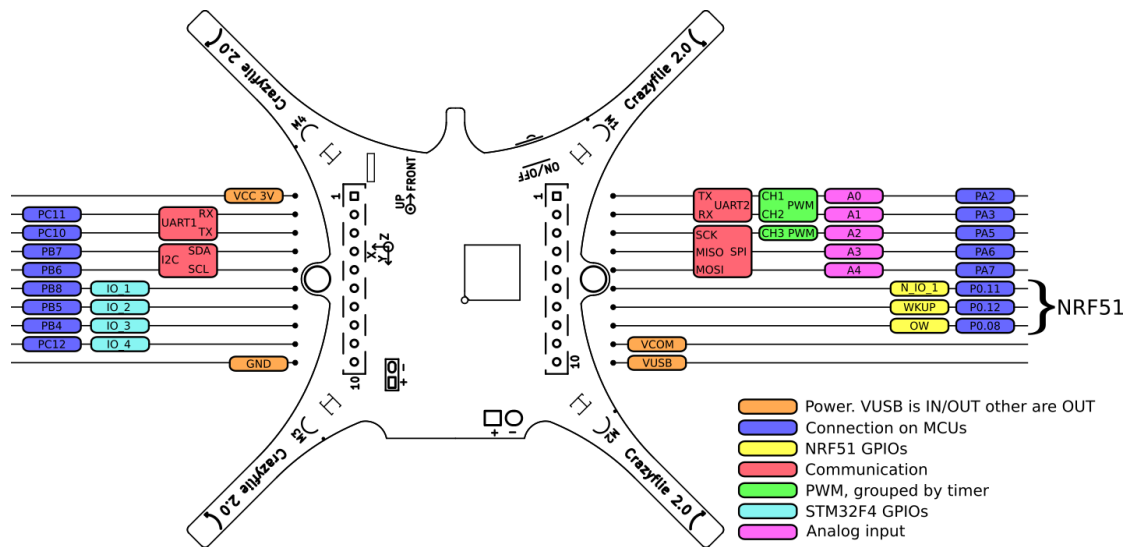 Crazyflie 2.0
M4
Crazyflie 2.0
M1
ON/OFF
FRONT
UP
Z
X
Y
1
10
1
10
- +
+ -
M3
Crazyflie 2.0
M2
Crazyflie 2.0
VCC 3V
PC11 UART1 RX
PC10 TX
PB7 I2C SDA
PB6 SCL
PB8 IO_1
PB5 IO_2
PB4 IO_3
PC12 IO_4
GND
TX UART2 CH1 PWM A0 PA2
RX CH2 A1 PA3
SCK SPI CH3 PWM A2 PA5
MISO A3 PA6
MOSI A4 PA7
N_IO_1 P0.11
WKUP P0.12
OW P0.08
NRF51
VCOM
VUSB
Power. VUSB is IN/OUT other are OUT
Connection on MCUs
NRF51 GPIOs
Communication
PWM, grouped by timer
STM32F4 GPIOs
Analog input